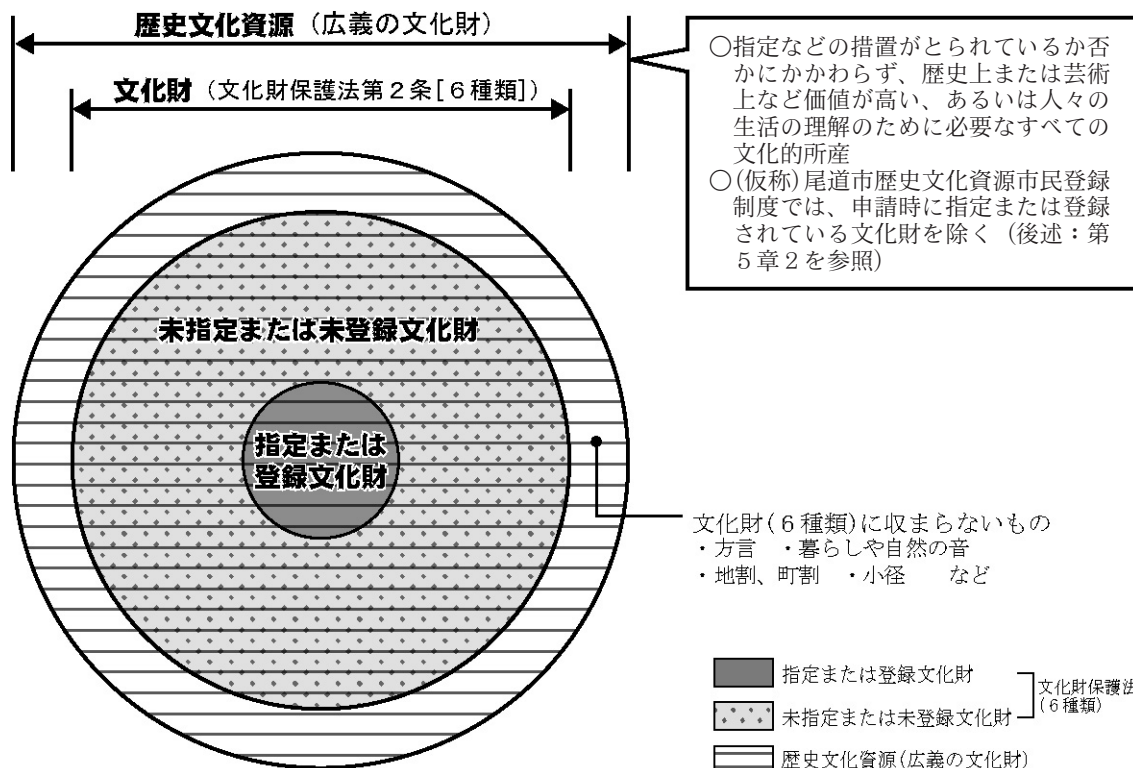 歴史文化資源(広義の文化財)
文化財(文化財保護法第2条[6種類])
○指定などの措置がとられているか否
かにかかわらず、歴史上または芸術
上など価値が高い、あるいは人々の
生活の理解のために必要なすべての
文化的所産
○(仮称)尾道市歴史文化資源市民登録
制度では、申請時に指定または登録
されている文化財を除く(後述:第
5章2を参照)
未指定または未登録文化財
指定または
登録文化財
文化財(6種類)に収まらないもの
・方言 ・暮らしや自然の音
・地割、町割 ・小径 など
指定または登録文化財
未指定または未登録文化財
文化財保護法
(6種類)
歴史文化資源(広義の文化財)